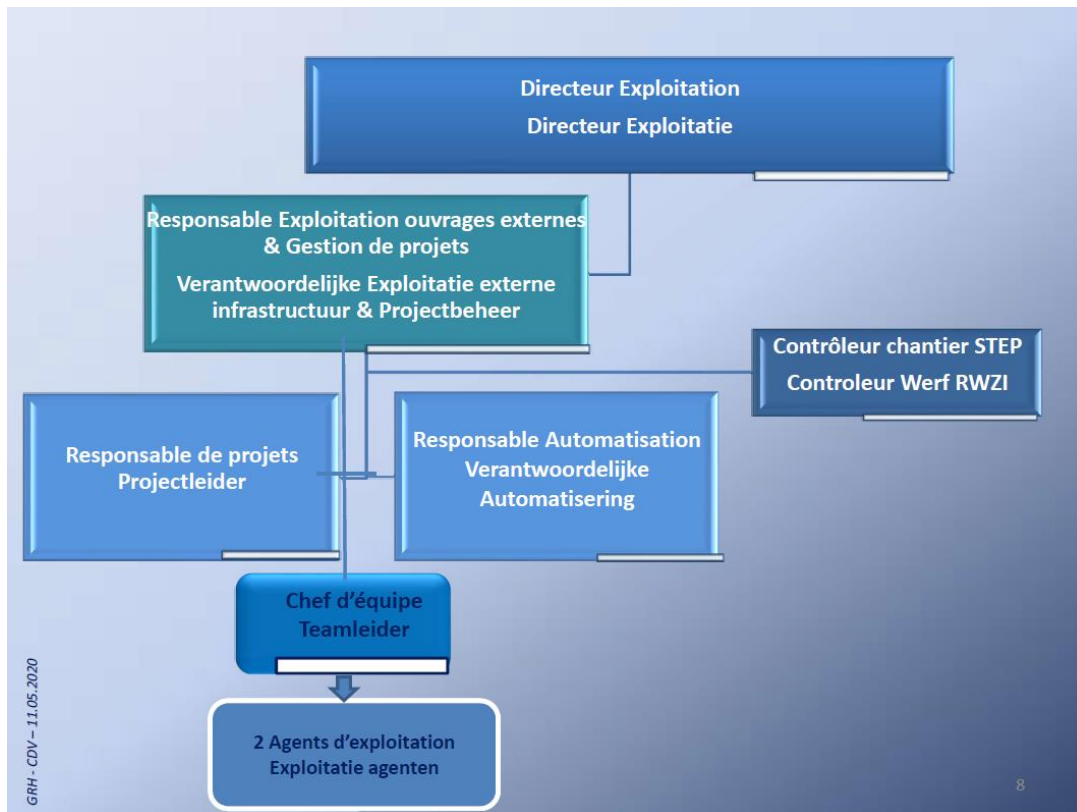 Directeur Exploitation
Directeur Exploitatie
Responsable Exploitation ouvrages externes
& Gestion de projets
Verantwoordelijke Exploitatie externe
infrastructuur & Projectbeheer
Contrôleur chantier STEP
Controleur Werf RWZI
Responsable de projets
Projectleider
Responsable Automatisation
Verantwoordelijke
Automatisering
Chef d’équipe
Teamleider
2 Agents d’exploitation
Exploitatie agenten
GRH - CDV – 11.05.2020
8